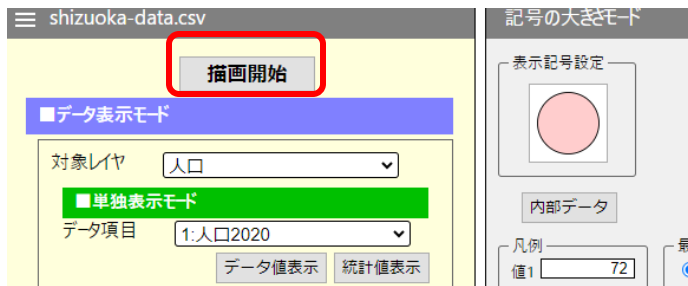 shizuoka-data.csv
描画開始
■データ表示モード
対象レイヤ 人口
■単独表示モード
データ項目 1:人口2020
データ値表示 統計値表示
記号の大きさモード
表示記号設定
内部データ
凡例
値1 72